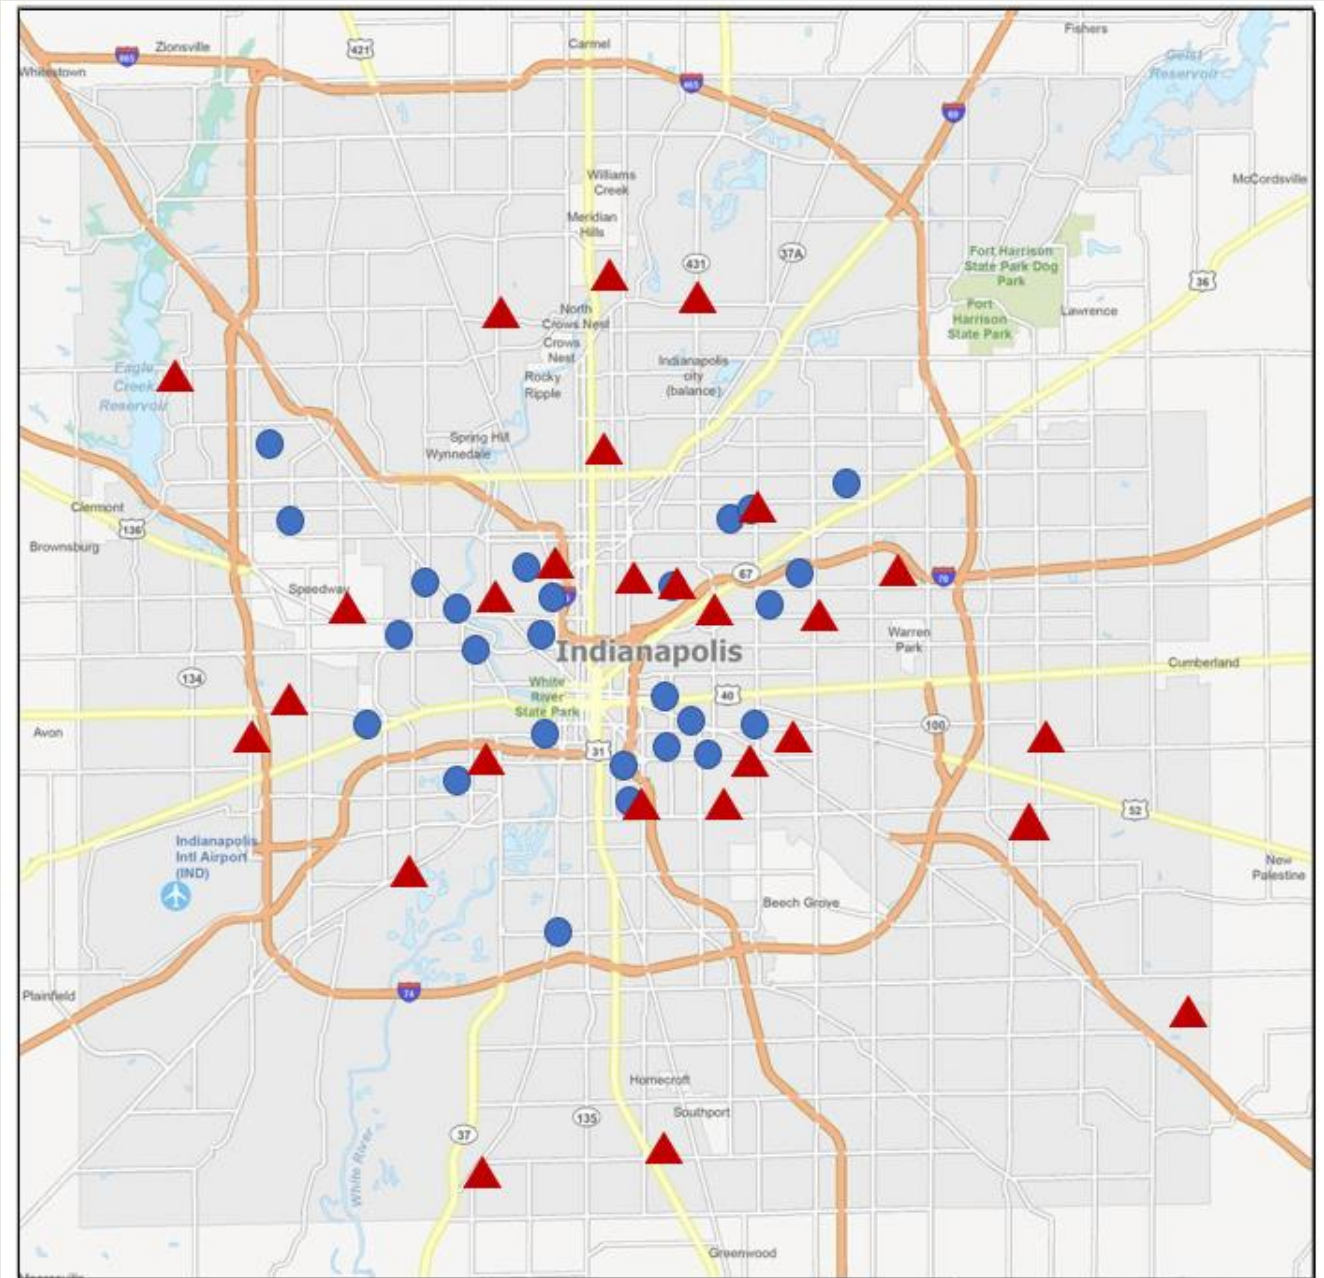 Fishers
Zionsville
421
Carmel
865
Geist
Reservoir
Whitestown
465
69
Williams
Creek
McCordsville
Meridian
Hills
37A
Fort Harrison
State Park Dog
Park
431
36
North
Crows Nest
Fort
Harrison
State Park
Lawrence
Crows
Nest
Indianapolis
city
(balance)
Eagle
Creek
Reservoir
Rocky
Ripple
Spring Hill
Wynnedale
Clermont
136
Brownsburg
67
70
Speedway
Warren
Park
Indianapolis
Cumberland
134
White
River
State Park
40
100
Avon
31
52
Indianapolis
Intl Airport
(IND)
New
Palestine
Beech Grove
Plainfield
74
Homecroft
Southport
135
37
White River
Greenwood